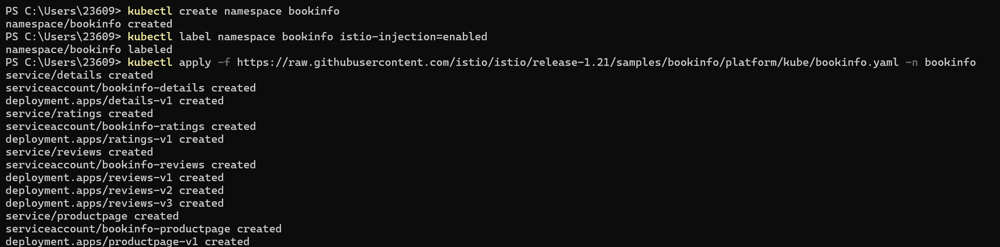 PS C:\Users\23609> kubectl create namespace bookinfo
namespace/bookinfo created
PS C:\Users\23609> kubectl label namespace bookinfo istio-injection=enabled
namespace/bookinfo labeled
PS C:\Users\23609> kubectl apply -f https://raw.githubusercontent.com/istio/istio/release-1.21/samples/bookinfo/platform/kube/bookinfo.yaml -n bookinfo
service/details created
serviceaccount/bookinfo-details created
deployment.apps/details-v1 created
service/ratings created
serviceaccount/bookinfo-ratings created
deployment.apps/ratings-v1 created
service/reviews created
serviceaccount/bookinfo-reviews created
deployment.apps/reviews-v1 created
deployment.apps/reviews-v2 created
deployment.apps/reviews-v3 created
service/productpage created
serviceaccount/bookinfo-productpage created
deployment.apps/productpage-v1 created